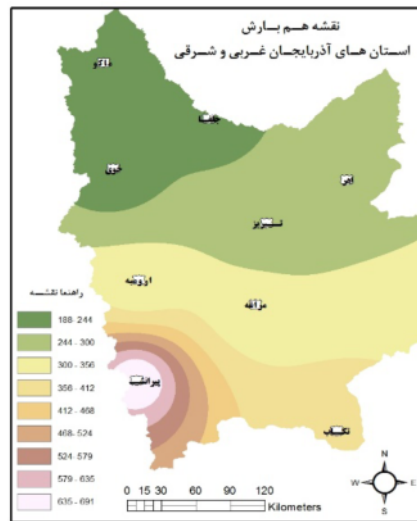 نقشه هم بارش
استان های آذربایجان غربی و شرقی
ماکو
جلفا
خوی
اهر
تبریز
ارومیه
مراغه
راهنما نقشه
188-244
244-300
300-356
356-412
412-468
468-524
524-579
579-635
635-691
پیرانشهر
تکاب
N
W E
S
0 15 30 60 90 120
Kilometers